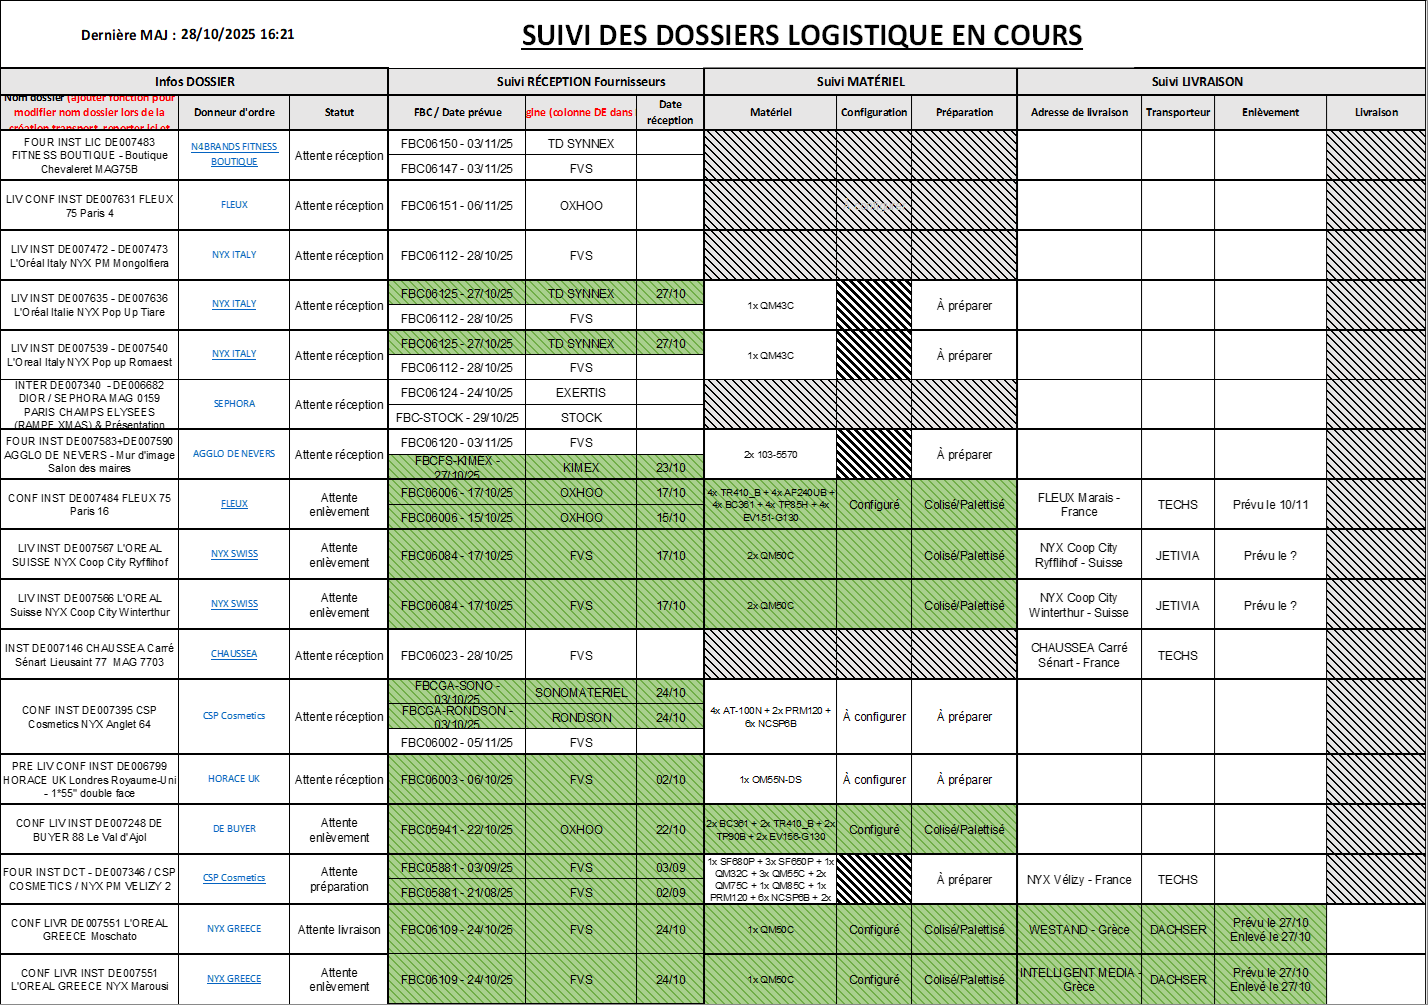 Dernière MAJ : 28/10/2025 16:21
SUIVI DES DOSSIERS LOGISTIQUE EN COURS
Infos DOSSIER
Suivi RÉCEPTION Fournisseurs
Suivi MATÉRIEL
Suivi LIVRAISON
Nom dossier (ajouter fonction pour
modifier nom dossier lors de la
création transport, reporter ici et
Donneur d'ordre
Statut
FBC / Date prévue
gine (colonne DE dans
Date
réception
Matériel
Configuration
Préparation
Adresse de livraison
Transporteur
Enlèvement
Livraison
FOUR INST LIC DE007483
FITNESS BOUTIQUE - Boutique
Chevaleret MAG75B
N4BRANDS FITNESS
BOUTIQUE
Attente réception
FBC06150 - 03/11/25
TD SYNNEX
FBC06147 - 03/11/25
FVS
LIV CONF INST DE007631 FLEUX
75 Paris 4
FLEUX
Attente réception
FBC06151 - 06/11/25
OXHOO
LIV INST DE007472 - DE007473
L'Oréal Italy NYX PM Mongolfiera
NYX ITALY
Attente réception
FBC06112 - 28/10/25
FVS
LIV INST DE007635 - DE007636
L'Oréal Italie NYX Pop Up Tiare
NYX ITALY
Attente réception
FBC06125 - 27/10/25
TD SYNNEX
27/10
FBC06112 - 28/10/25
FVS
1x QM43C
À préparer
LIV INST DE007539 - DE007540
L'Oreal Italy NYX Pop up Romaest
NYX ITALY
Attente réception
FBC06125 - 27/10/25
TD SYNNEX
27/10
FBC06112 - 28/10/25
FVS
1x QM43C
À préparer
INTER DE007340 - DE006682
DIOR / SEPHORA MAG 0159
PARIS CHAMPS ELYSEES
(RAMPE XMAS) & Présentation
SEPHORA
Attente réception
FBC06124 - 24/10/25
EXERTIS
FBC-STOCK - 29/10/25
STOCK
FOUR INST DE007583+DE007590
AGGLO DE NEVERS - Mur d'image
Salon des maires
AGGLO DE NEVERS
Attente réception
FBC06120 - 03/11/25
FVS
FBCFS-KIMEX -
27/10/25
KIMEX
23/10
2x 103-5570
À préparer
CONF INST DE007484 FLEUX 75
Paris 16
FLEUX
Attente
enlèvement
FBC06006 - 17/10/25
OXHOO
17/10
FBC06006 - 15/10/25
OXHOO
15/10
4x TR410_B + 4x AF240UB +
4x BC361 + 4x TP85H + 4x
EV151-G130
Configuré
Colisé/Palettisé
FLEUX Marais -
France
TECHS
Prévu le 10/11
LIV INST DE007567 L'OREAL
SUISSE NYX Coop City Ryfflihof
NYX SWISS
Attente
enlèvement
FBC06084 - 17/10/25
FVS
17/10
2x QM50C
Colisé/Palettisé
NYX Coop City
Ryfflihof - Suisse
JETIVIA
Prévu le ?
LIV INST DE007566 L'OREAL
Suisse NYX Coop City Winterthur
NYX SWISS
Attente
enlèvement
FBC06084 - 17/10/25
FVS
17/10
2x QM50C
Colisé/Palettisé
NYX Coop City
Winterthur - Suisse
JETIVIA
Prévu le ?
INST DE007146 CHAUSSEA Carré
Sénart Lieusaint 77 MAG 7703
CHAUSSEA
Attente réception
FBC06023 - 28/10/25
FVS
CHAUSSEA Carré
Sénart - France
TECHS
CONF INST DE007395 CSP
Cosmetics NYX Anglet 64
CSP Cosmetics
Attente réception
FBCGA-SONO -
03/10/25
SONOMATERIEL
24/10
FBCGA-RONDSON -
03/10/25
RONDSON
24/10
FBC06002 - 05/11/25
FVS
4x AT-100N + 2x PRM120 +
6x NCSP6B
À configurer
À préparer
PRE LIV CONF INST DE006799
HORACE UK Londres Royaume-Uni
- 1*55" double face
HORACE UK
Attente réception
FBC06003 - 06/10/25
FVS
02/10
1x OM55N-DS
À configurer
À préparer
CONF LIV INST DE007248 DE
BUYER 88 Le Val d'Ajol
DE BUYER
Attente
enlèvement
FBC05941 - 22/10/25
OXHOO
22/10
2x BC361 + 2x TR410_B + 2x
TP90B + 2x EV156-G130
Configuré
Colisé/Palettisé
FOUR INST DCT - DE007346 / CSP
COSMETICS / NYX PM VELIZY 2
CSP Cosmetics
Attente
préparation
FBC05881 - 03/09/25
FVS
03/09
FBC05881 - 21/08/25
FVS
02/09
1x SF680P + 3x SF650P + 1x
QM32C + 3x QM55C + 2x
QM75C + 1x QM85C + 1x
PRM120 + 6x NCSP6B + 2x
À préparer
NYX Vélizy - France
TECHS
CONF LIVR DE007551 L'OREAL
GREECE Moschato
NYX GREECE
Attente livraison
FBC06109 - 24/10/25
FVS
24/10
1x QM50C
Configuré
Colisé/Palettisé
WESTAND - Grèce
DACHSER
Prévu le 27/10
Enlevé le 27/10
CONF LIVR INST DE007551
L'OREAL GREECE NYX Marousi
NYX GREECE
Attente
enlèvement
FBC06109 - 24/10/25
FVS
24/10
1x QM50C
Configuré
Colisé/Palettisé
INTELLIGENT MEDIA -
Grèce
DACHSER
Prévu le 27/10
Enlevé le 27/10